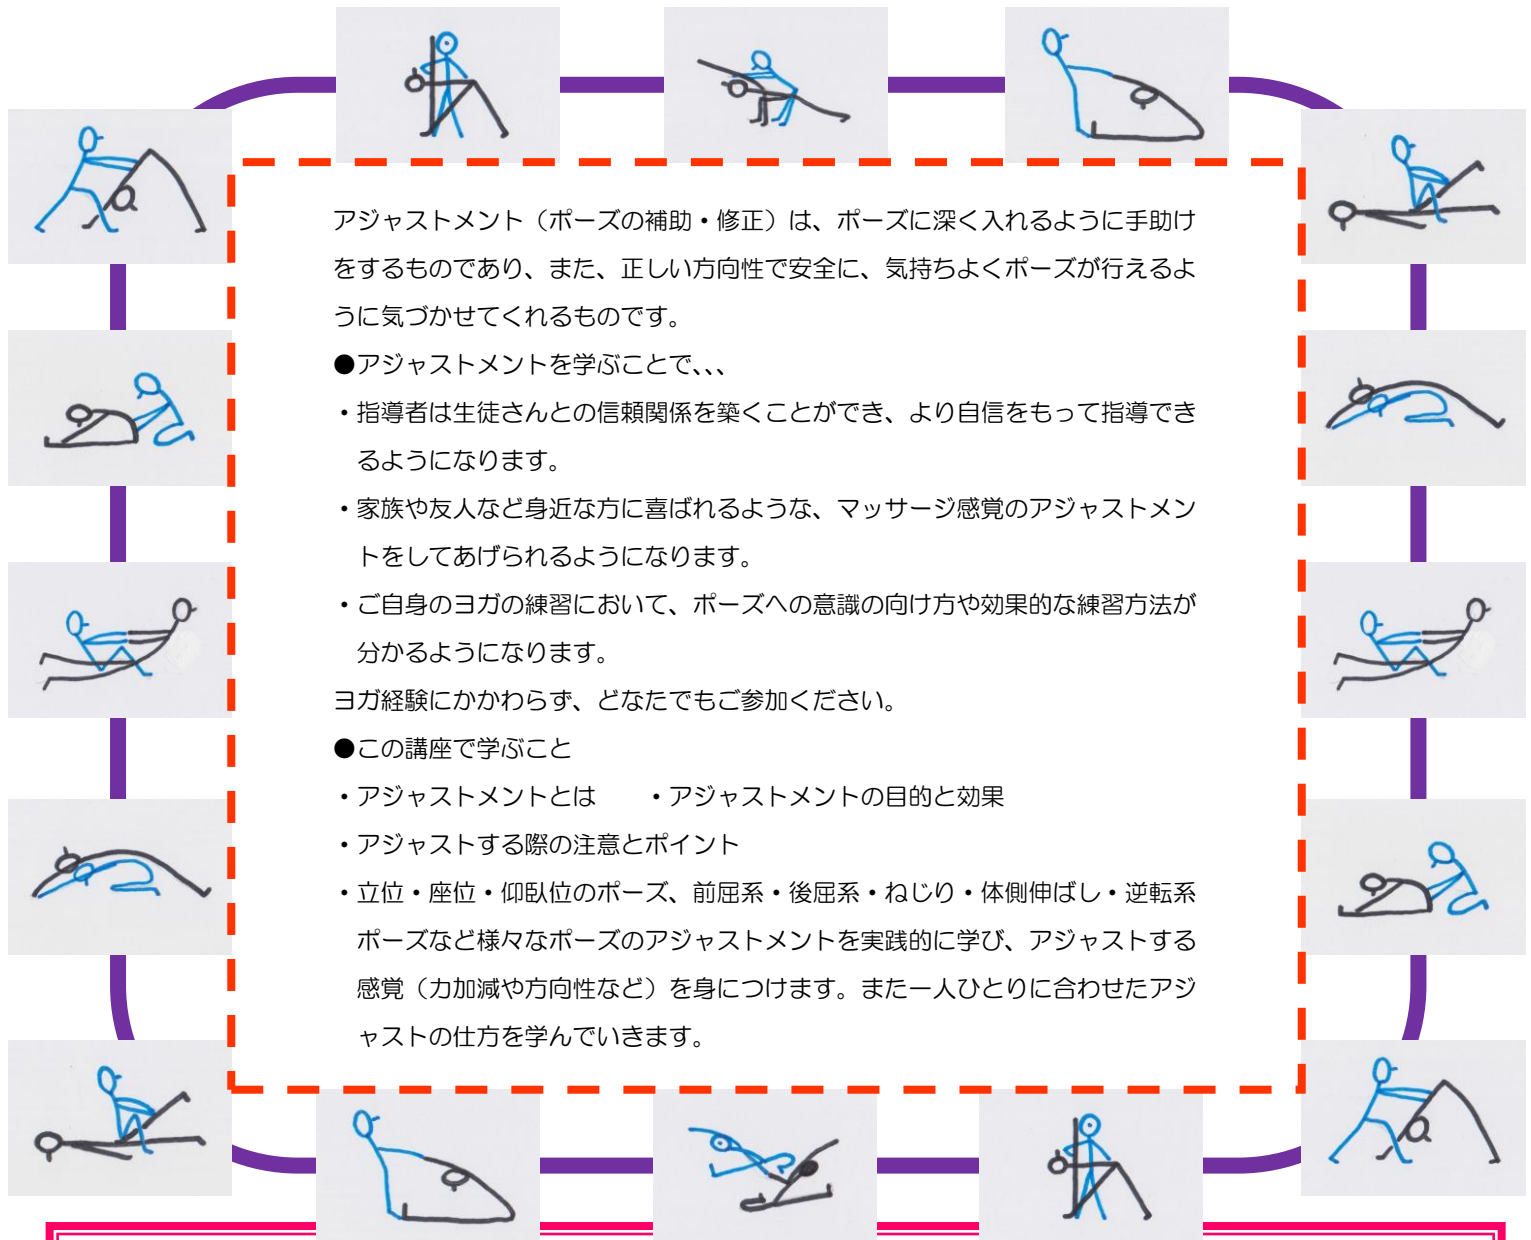 アジャストメント（ポーズの補助・修正）は、ポーズに深く入れるように手助け
をするものであり、また、正しい方向性で安全に、気持ちよくポーズが行えるよ
うに気づかせてくれるものです。
●アジャストメントを学ぶことで、、、
・指導者は生徒さんとの信頼関係を築くことができ、より自信をもって指導でき
るようになります。
・家族や友人など身近な方に喜ばれるような、マッサージ感覚のアジャストメン
トをしてあげられるようになります。
・ご自身のヨガの練習において、ポーズへの意識の向け方や効果的な練習方法が
分かるようになります。
ヨガ経験にかかわらず、どなたでもご参加ください。
●この講座で学ぶこと
・アジャストメントとは　　・アジャストメントの目的と効果
・アジャストする際の注意とポイント
・立位・座位・仰臥位のポーズ、前屈系・後屈系・ねじり・体側伸ばし・逆転系
ポーズなど様々なポーズのアジャストメントを実践的に学び、アジャストする
感覚（力加減や方向性など）を身につけます。また一人ひとりに合わせたアジ
ャストの仕方を学んでいきます。